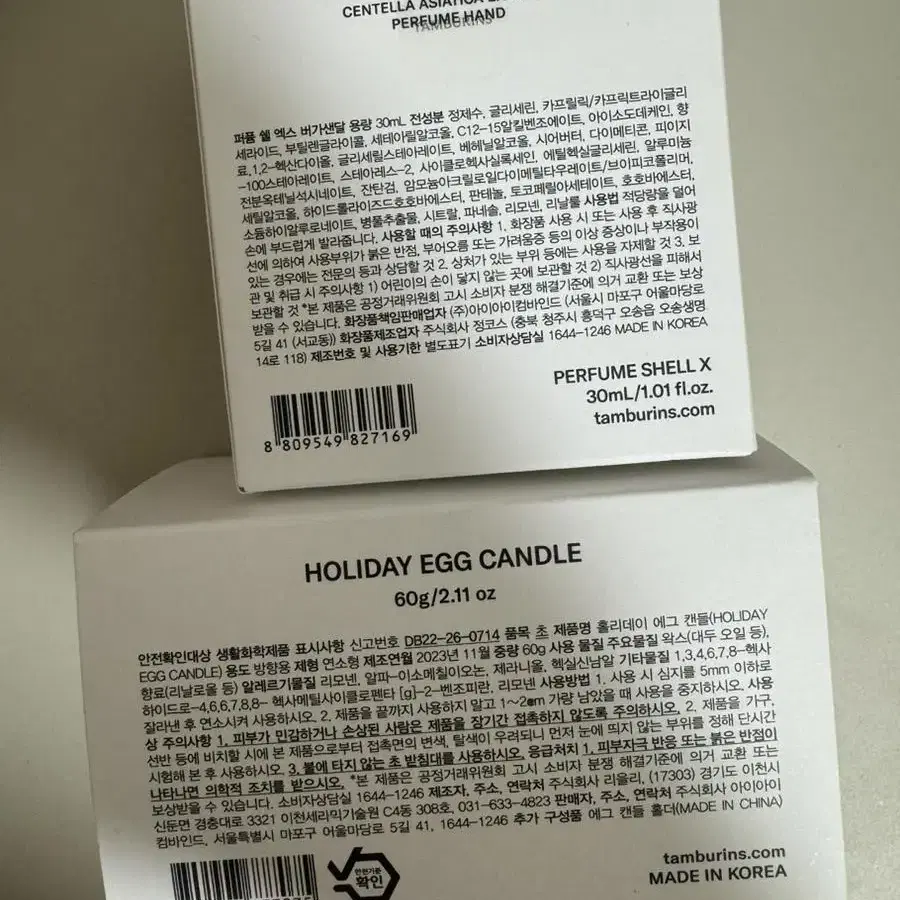 CENTELLA ASIATICA
PERFUME HAND
TAMBURINS
퍼퓸 쉘 엑스 버가샌달 용량 30mL 전성분 정제수, 글리세린, 카프릴릭/카프릭트라이글리
세라이드, 부틸렌글라이콜, 세테아릴알코올, C12-15알킬벤조에이트, 아이소도데케인, 향
료,1,2-헥산다이올, 글리세릴스테아레이트, 베헤닐알코올, 시어버터, 다이메티콘, 피이지
-100스테아레이트, 스테아레스-2, 사이클로헥사실록세인, 에틸헥실글리세린, 알루미늄
전분옥테닐석시네이트, 잔탄검, 암모늄아크릴로일다이메틸타우레이트/브이피코폴리머,
세틸알코올, 하이드롤라이즈드호호바에스터, 판테놀, 토코페릴아세테이트, 호호바에스터,
소듐하이알루로네이트, 병풀추출물, 시트랄, 파네솔, 리모넨, 리날룰 사용법 적당량을 덜어
손에 부드럽게 발라줍니다. 사용할 때의 주의사항 1. 화장품 사용 시 또는 사용 후 직사광
선에 의하여 사용부위가 붉은 반점, 부어오름 또는 가려움증 등의 이상 증상이나 부작용이
있는 경우에는 전문의 등과 상담할 것 2. 상처가 있는 부위 등에는 사용을 자제할 것 3. 보
관 및 취급 시 주의사항 1) 어린이의 손이 닿지 않는 곳에 보관할 것 2) 직사광선을 피해서
보관할 것 *본 제품은 공정거래위원회 고시 소비자 분쟁 해결기준에 의거 교환 또는 보상
받을 수 있습니다. 화장품책임판매업자 (주)아이아이컴바인드 (서울시 마포구 어울마당로
5길 41 (서교동)) 화장품제조업자 주식회사 정코스 (충북 청주시 흥덕구 오송읍 오송생명
14로 118) 제조번호 및 사용기한 별도표기 소비자상담실 1644-1246 MADE IN KOREA
PERFUME SHELL X
30mL/1.01 fl.oz.
tamburins.com
8 809549 827169
HOLIDAY EGG CANDLE
60g/2.11 oz
안전확인대상 생활화학제품 표시사항 신고번호 DB22-26-0714 품목 초 제품명 홀리데이 에그 캔들(HOLIDAY
EGG CANDLE) 용도 방향용 제형 연소형 제조연월 2023년 11월 중량 60g 사용 물질 주요물질 왁스(대두 오일 등),
향료(리날로올 등) 알레르기물질 리모넨, 알파-이소메칠이오논, 제라니올, 헥실신남알 기타물질 1,3,4,6,7,8-헥사
하이드로-4,6,6,7,8,8- 헥사메틸사이클로펜타 [g]-2-벤조피란, 리모넨 사용방법 1. 사용 시 심지를 5mm 이하로
잘라낸 후 연소시켜 사용하십시오. 2. 제품을 끝까지 사용하지 말고 1~2cm 가량 남았을 때 사용을 중지하십시오. 사용
상 주의사항 1. 피부가 민감하거나 손상된 사람은 제품을 장기간 접촉하지 않도록 주의하십시오. 2. 제품을 가구,
선반 등에 비치할 시에 본 제품으로부터 접촉면의 변색, 탈색이 우려되니 먼저 눈에 띄지 않는 부위를 정해 단시간
시험해 본 후 사용하십시오. 3. 불에 타지 않는 초 받침대를 사용하십시오. 응급처치 1. 피부자극 반응 또는 붉은 반점이
나타나면 의학적 조치를 받으시오. *본 제품은 공정거래위원회 고시 소비자 분쟁 해결기준에 의거 교환 또는
보상받을 수 있습니다. 소비자상담실 1644-1246 제조자, 주소, 연락처 주식회사 리을리, (17303) 경기도 이천시
신둔면 경충대로 3321 이천세라믹기술원 C4동 308호, 031-633-4823 판매자, 주소, 연락처 주식회사 아이아이
컴바인드, 서울특별시 마포구 어울마당로 5길 41, 1644-1246 추가 구성품 에그 캔들 홀더(MADE IN CHINA)
안전기준
확인
tamburins.com
MADE IN KOREA